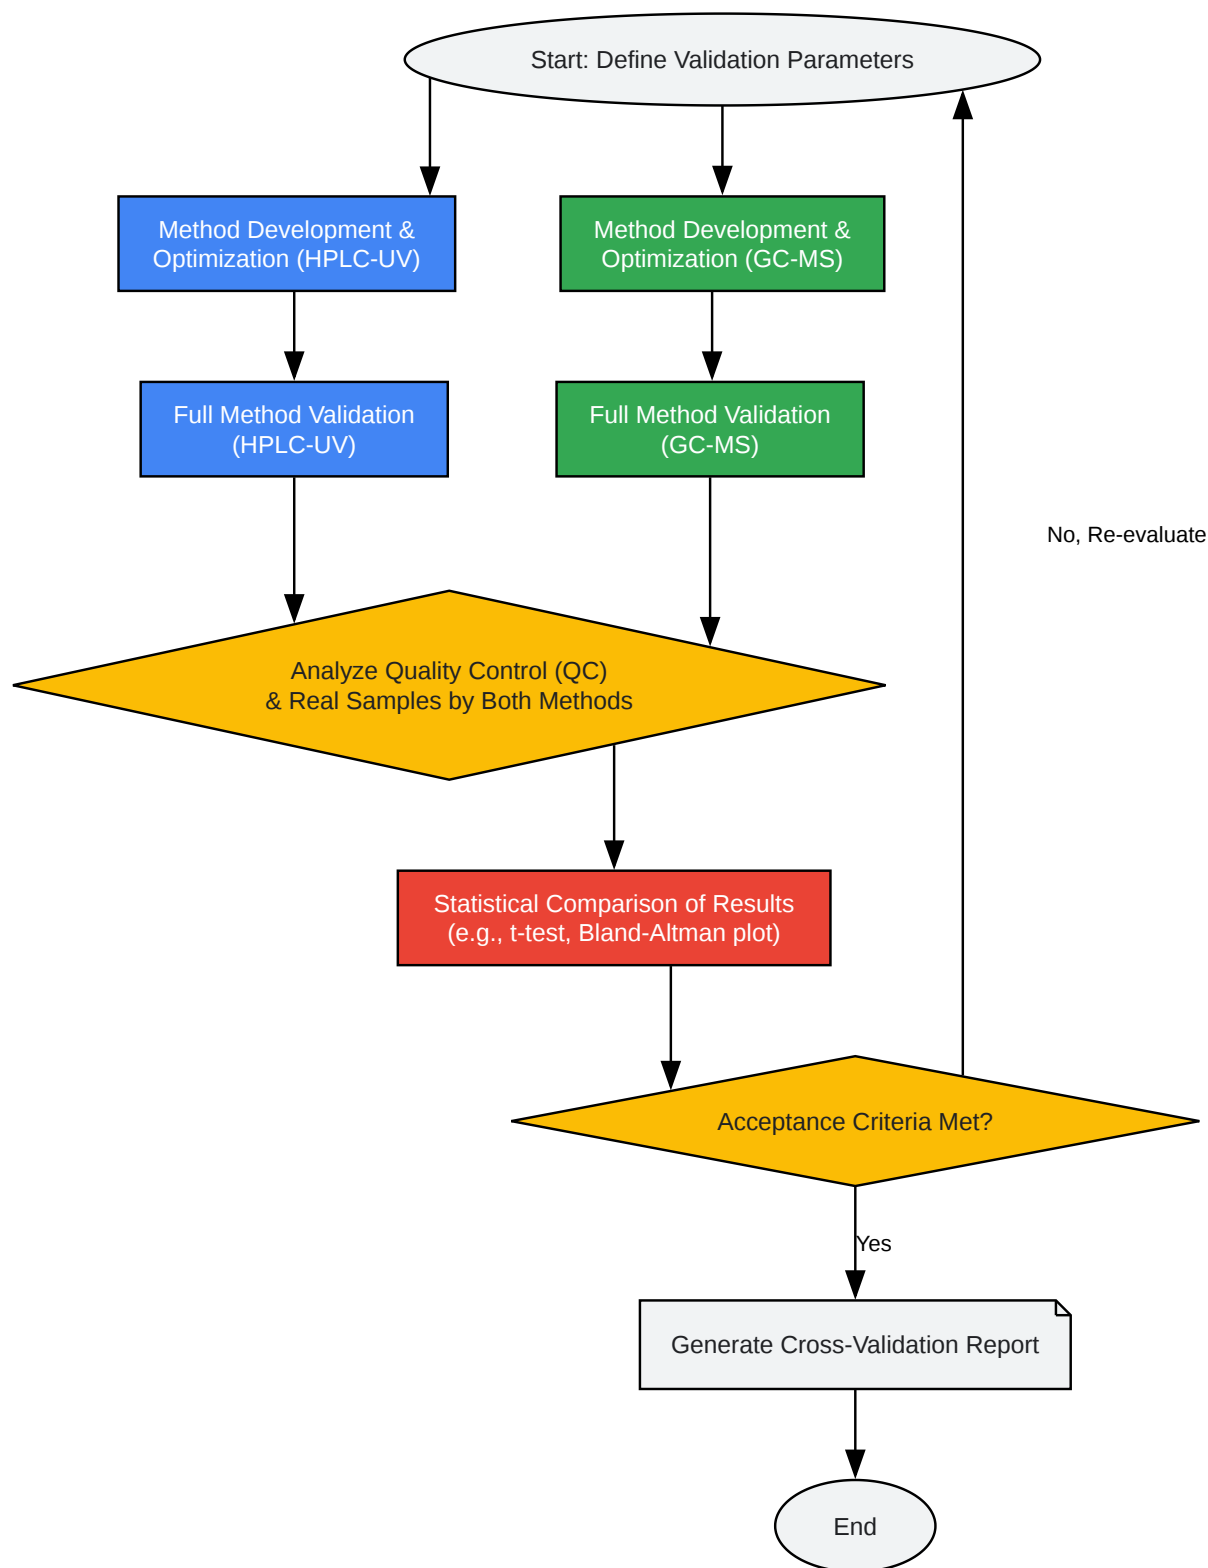 Start: Define Validation Parameters
Method Development &
Optimization (HPLC-UV)
Method Development &
Optimization (GC-MS)
Full Method Validation
(HPLC-UV)
Full Method Validation
(GC-MS)
No, Re-evaluate
Analyze Quality Control (QC)
& Real Samples by Both Methods
Statistical Comparison of Results
(e.g., t-test, Bland-Altman plot)
Acceptance Criteria Met?
Yes
Generate Cross-Validation Report
End